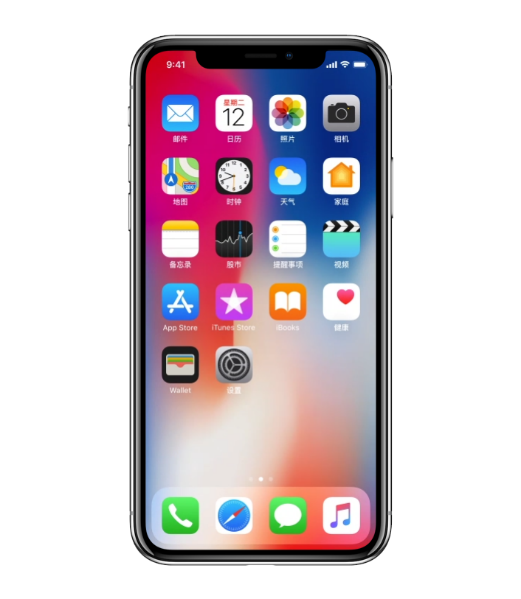 9:41
星期二
12
邮件
日历
照片
相机
地图
时钟
天气
家庭
备忘录
股市
提醒事项
视频
App Store
iTunes Store
iBooks
健康
Wallet
设置